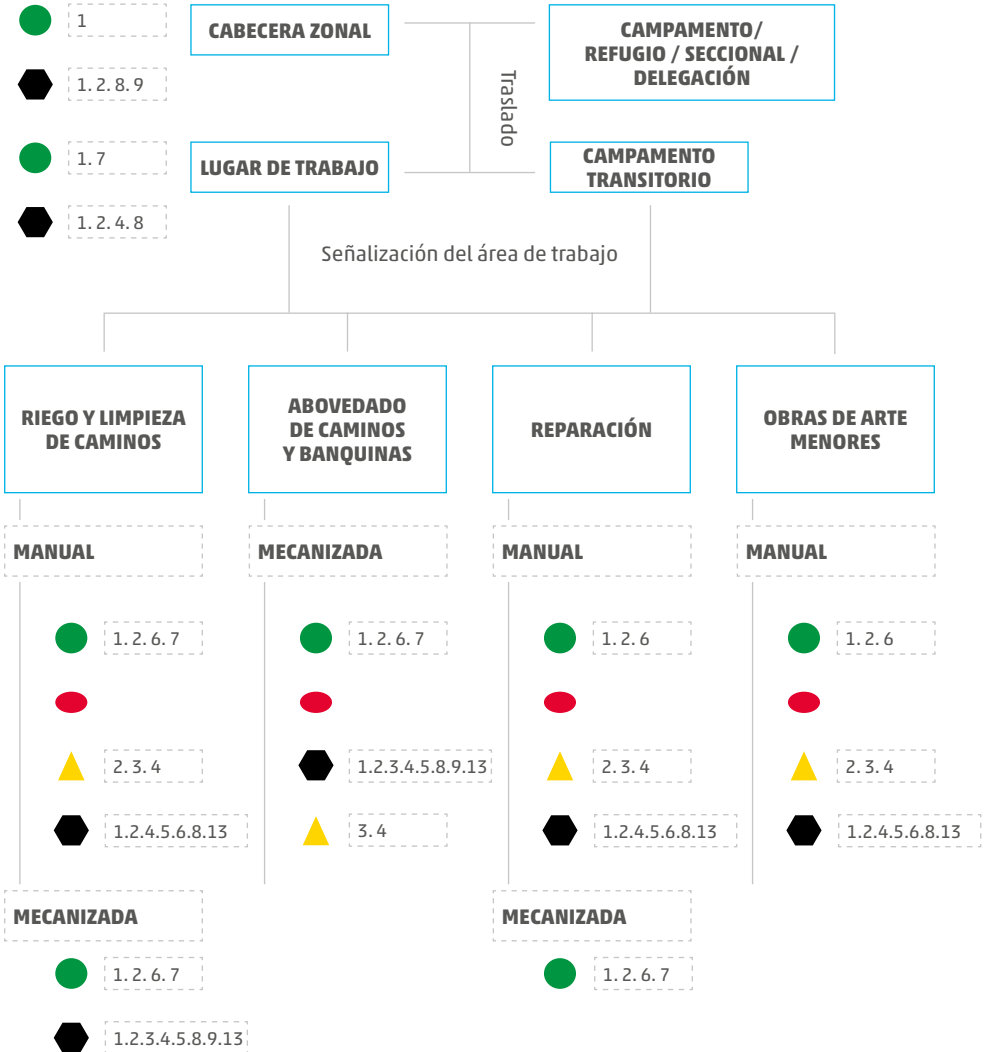 1
CABECERA ZONAL
CAMPAMENTO/
REFUGIO / SECCIONAL /
DELEGACIÓN
1. 2. 8. 9
Traslado
1. 7
LUGAR DE TRABAJO
CAMPAMENTO
TRANSITORIO
1. 2. 4. 8
Señalización del área de trabajo
RIEGO Y LIMPIEZA
DE CAMINOS
ABOVEDADO
DE CAMINOS
Y BANQUINAS
REPARACIÓN
OBRAS DE ARTE
MENORES
MANUAL
MECANIZADA
MANUAL
MANUAL
1. 2. 6. 7
1. 2. 6. 7
1. 2. 6
1. 2. 6
2. 3. 4
1.2.3.4.5.8.9.13
2. 3. 4
2. 3. 4
1.2.4.5.6.8.13
3. 4
1.2.4.5.6.8.13
1.2.4.5.6.8.13
MECANIZADA
MECANIZADA
1. 2. 6. 7
1. 2. 6. 7
1.2.3.4.5.8.9.13